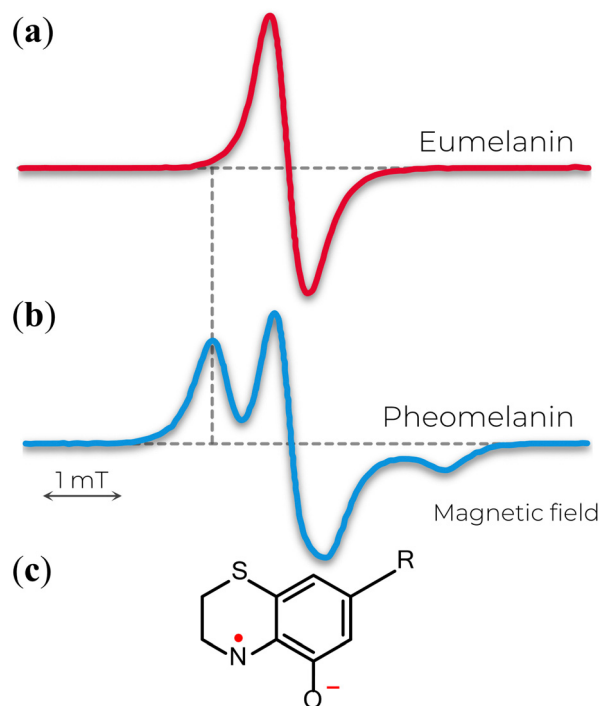 (a)
Eumelanin
(b)
Pheomelanin
1 mT
Magnetic field
(c)
S
R
N
O
−